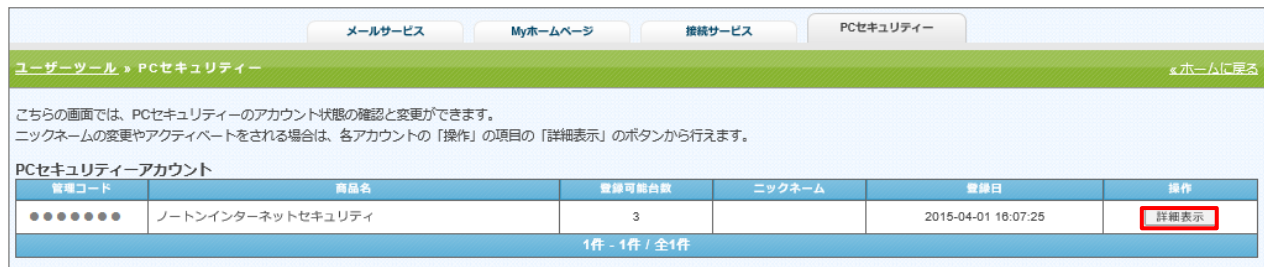 メールサービス Myホームページ 接続サービス PCセキュリティー
ユーザーツール » PCセキュリティー «ホームに戻る
こちらの画面では、PCセキュリティーのアカウント状態の確認と変更ができます。
ニックネームの変更やアクティベートをされる場合は、各アカウントの「操作」の項目の「詳細表示」のボタンから行えます。
PCセキュリティーアカウント
管理コード 商品名 登録可能台数 ニックネーム 登録日 操作
●●●●●●● ノートンインターネットセキュリティ 3 2015-04-01 16:07:25 詳細表示
1件 - 1件 / 全1件